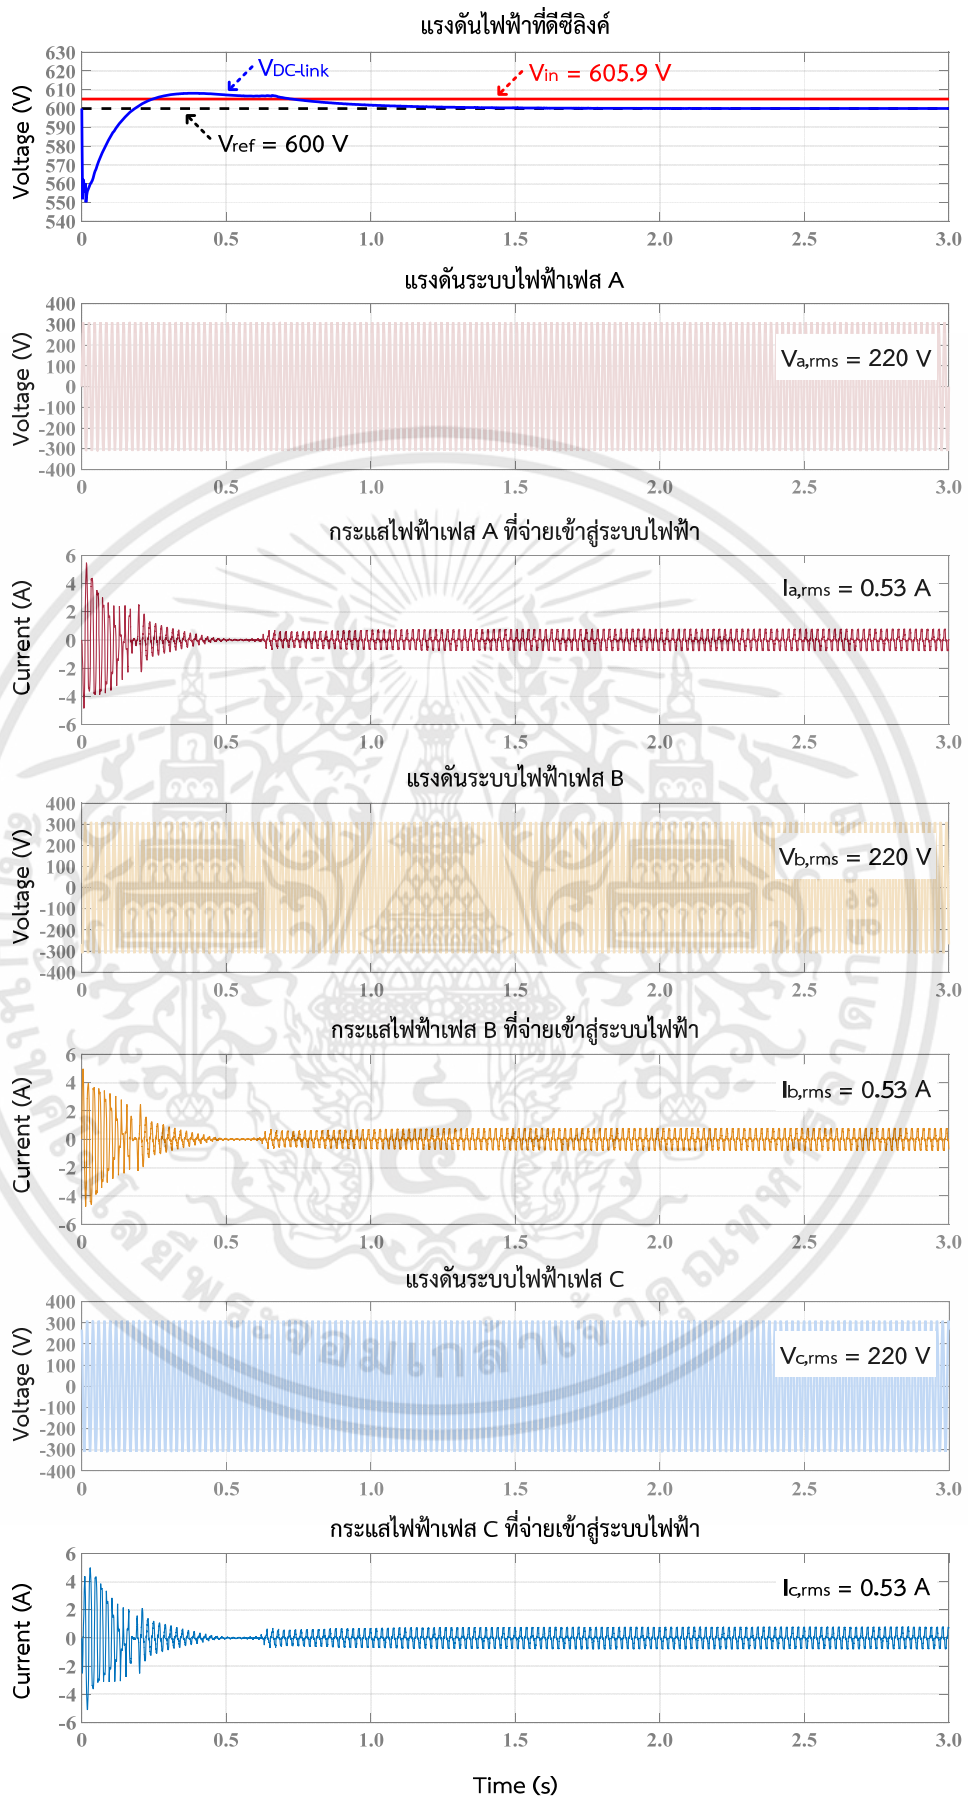 แรงดันไฟฟ้าที่ดีซีลิงค์
630
620
610
600
590
580
570
560
550
540
Voltage (V)
VDC-link
Vin = 605.9 V
Vref = 600 V
0 0.5 1.0 1.5 2.0 2.5 3.0
แรงดันระบบไฟฟ้าเฟส A
400
300
200
100
0
-100
-200
-300
-400
Voltage (V)
Va,rms = 220 V
0 0.5 1.0 1.5 2.0 2.5 3.0
กระแสไฟฟ้าเฟส A ที่จ่ายเข้าสู่ระบบไฟฟ้า
6
4
2
0
-2
-4
-6
Current (A)
Ia,rms = 0.53 A
0 0.5 1.0 1.5 2.0 2.5 3.0
แรงดันระบบไฟฟ้าเฟส B
400
300
200
100
0
-100
-200
-300
-400
Voltage (V)
Vb,rms = 220 V
0 0.5 1.0 1.5 2.0 2.5 3.0
กระแสไฟฟ้าเฟส B ที่จ่ายเข้าสู่ระบบไฟฟ้า
6
4
2
0
-2
-4
-6
Current (A)
Ib,rms = 0.53 A
0 0.5 1.0 1.5 2.0 2.5 3.0
แรงดันระบบไฟฟ้าเฟส C
400
300
200
100
0
-100
-200
-300
-400
Voltage (V)
Vc,rms = 220 V
0 0.5 1.0 1.5 2.0 2.5 3.0
กระแสไฟฟ้าเฟส C ที่จ่ายเข้าสู่ระบบไฟฟ้า
6
4
2
0
-2
-4
-6
Current (A)
Ic,rms = 0.53 A
0 0.5 1.0 1.5 2.0 2.5 3.0
Time (s)